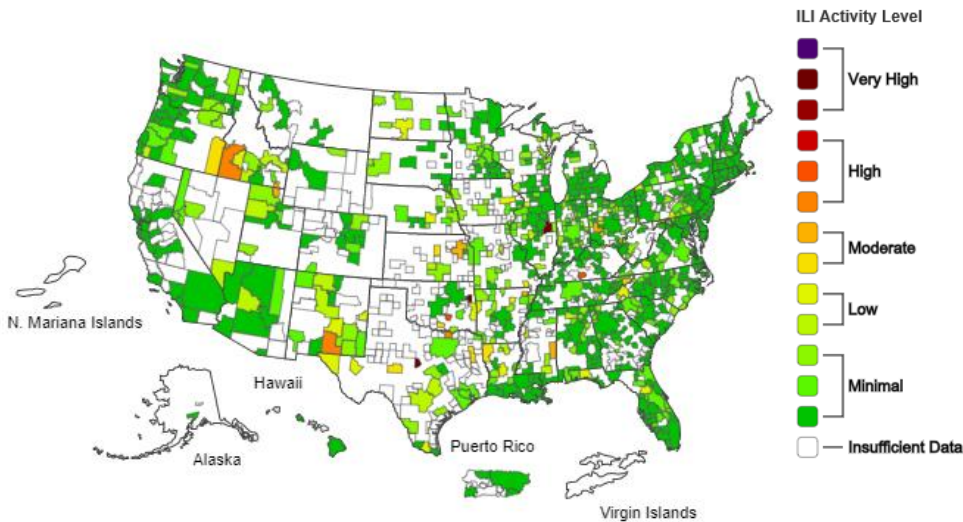 ILI Activity Level
Very High
High
Moderate
Low
Minimal
Insufficient Data
N. Mariana Islands
Hawaii
Alaska
Puerto Rico
Virgin Islands